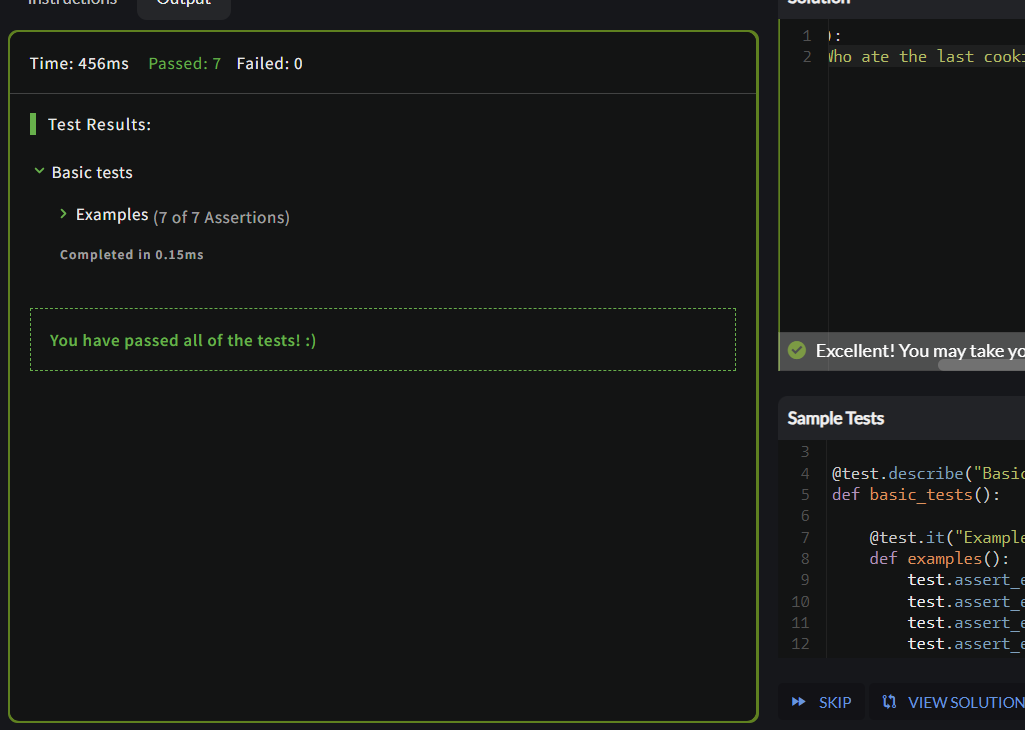 Instructions
Output
Time: 456ms Passed: 7 Failed: 0
Test Results:
Basic tests
Examples (7 of 7 Assertions)
Completed in 0.15ms
You have passed all of the tests! :)
Solution
1 ):
2 Who ate the last cooki
Excellent! You may take yo
Sample Tests
3
4 @test.describe("Basic
5 def basic_tests():
6
7 @test.it("Example
8 def examples():
9 test.assert_e
10 test.assert_e
11 test.assert_e
12 test.assert_e
SKIP
VIEW SOLUTION